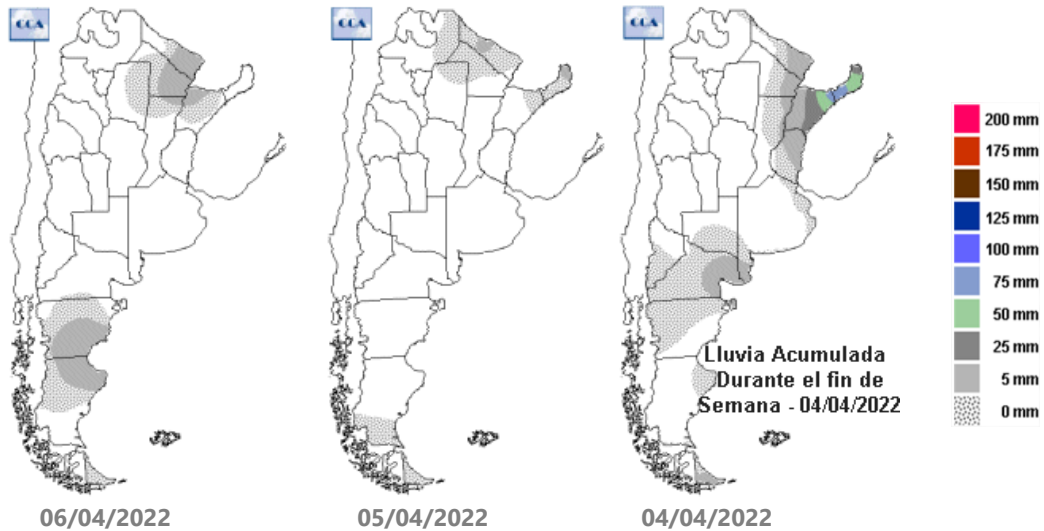 CCA
CCA
CCA
200 mm
175 mm
150 mm
125 mm
100 mm
75 mm
50 mm
25 mm
5 mm
0 mm
Lluvia Acumulada
Durante el fin de
Semana - 04/04/2022
06/04/2022
05/04/2022
04/04/2022